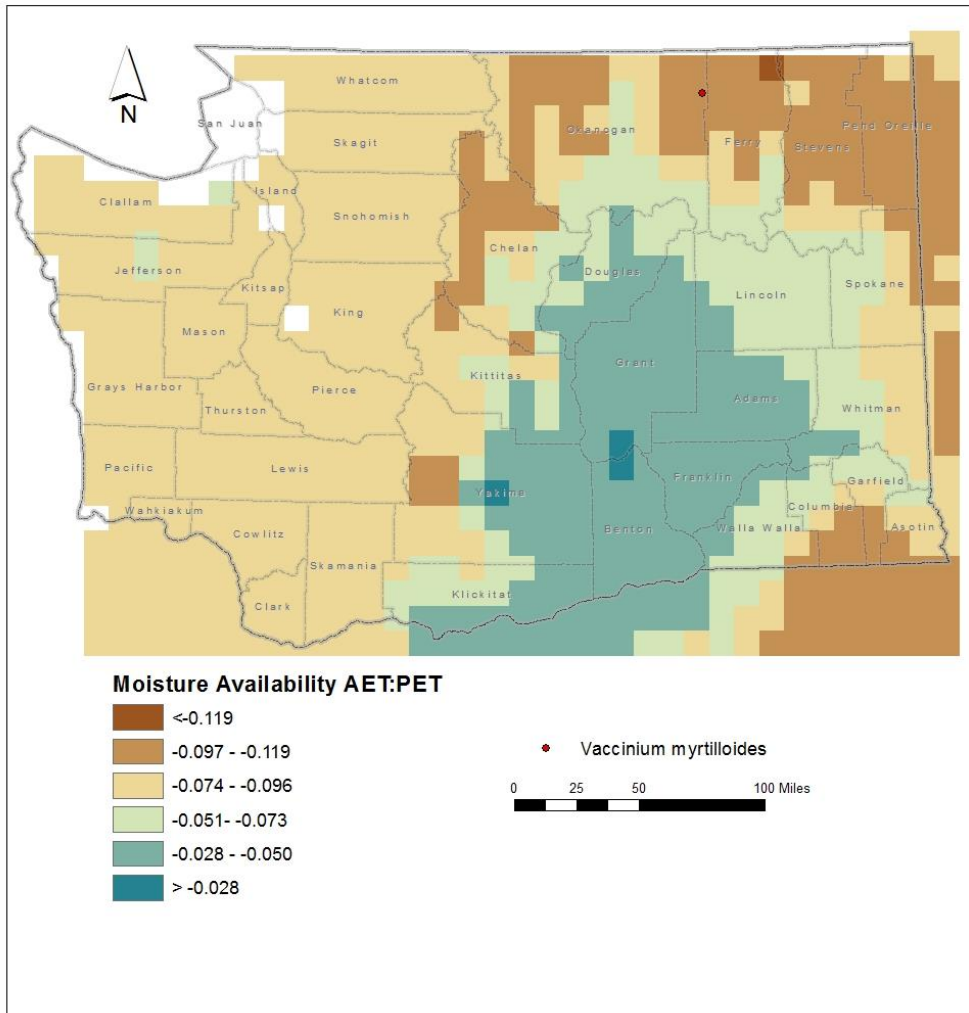 Whatcom
San Juan
Skagit
Okanogan
Ferry
Stevens
Pend Oreille
Island
Clallam
Snohomish
Chelan
Jefferson
Kitsap
Douglas
Lincoln
Spokane
King
Mason
Grant
Kittitas
Grays Harbor
Pierce
Thurston
Adams
Whitman
Pacific
Lewis
Yakima
Franklin
Garfield
Wahkiakum
Columbia
Cowlitz
Benton
Walla Walla
Asotin
Skamania
Klickitat
Clark
N
Moisture Availability AET:PET
<-0.119
-0.097 - -0.119
-0.074 - -0.096
-0.051- -0.073
-0.028 - -0.050
> -0.028
Vaccinium myrtilloides
0 25 50 100 Miles